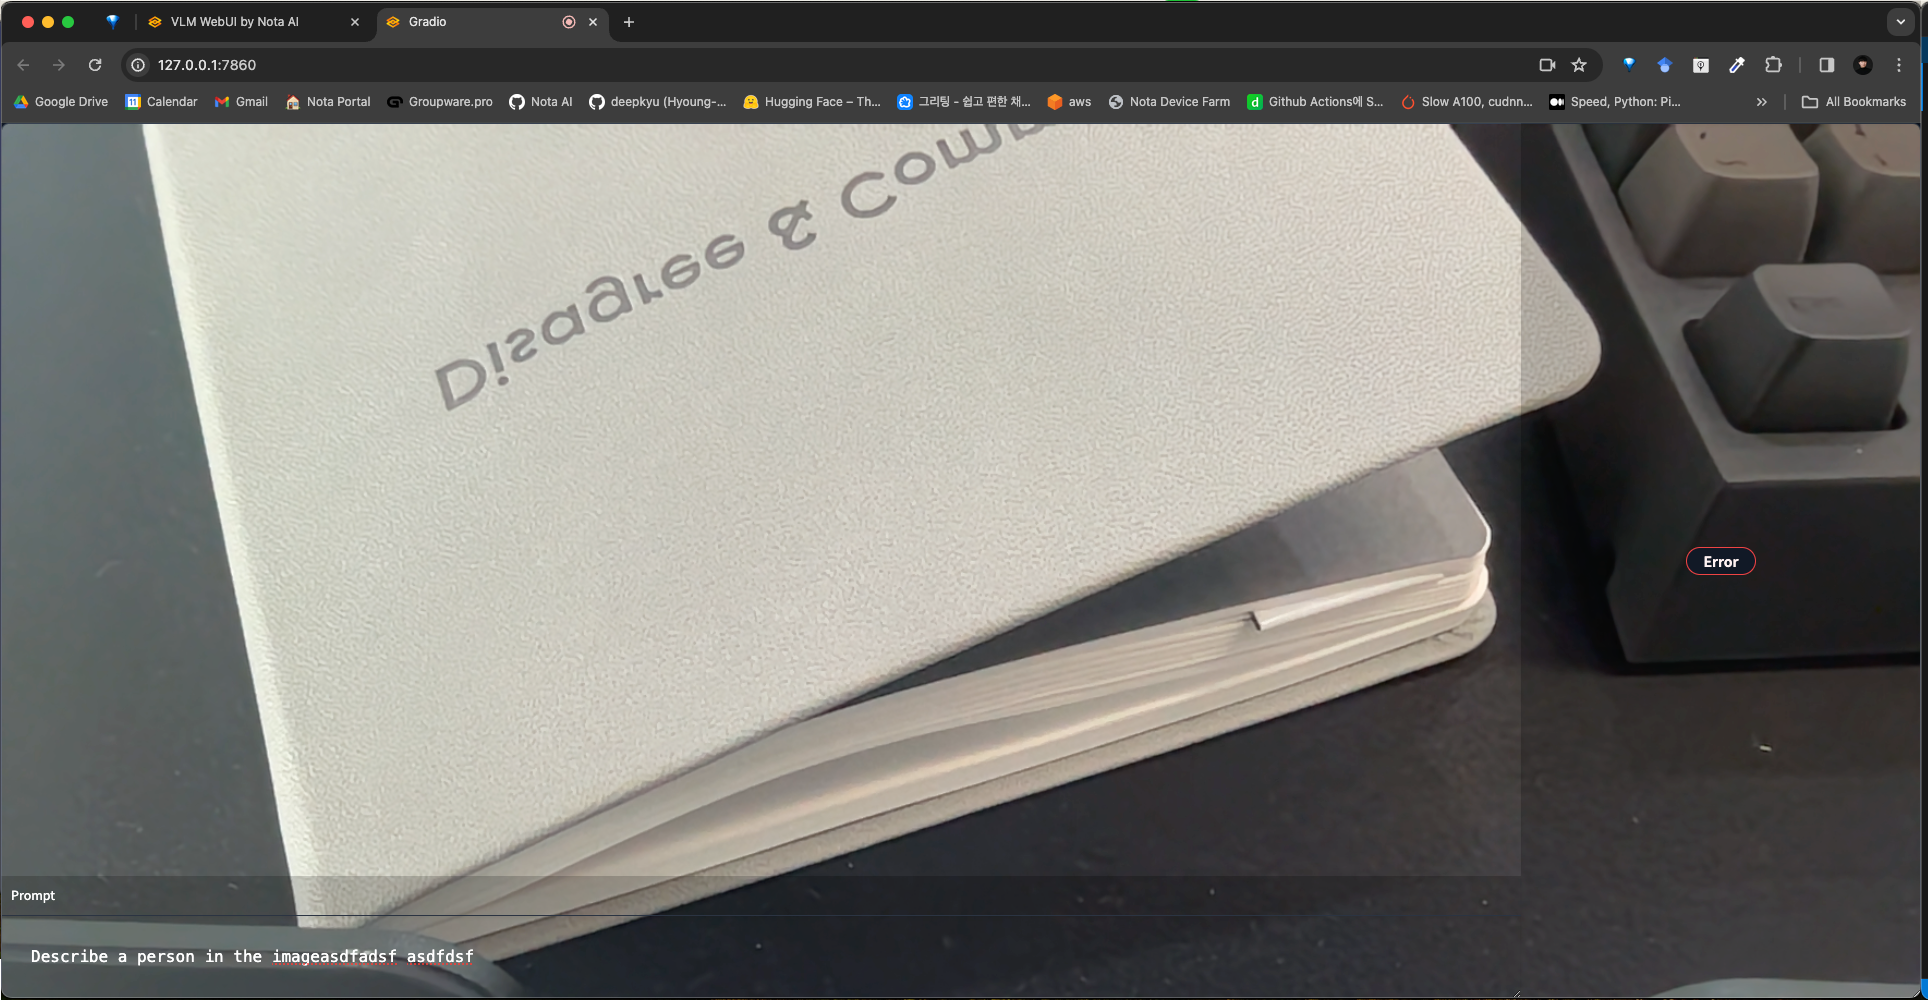 VLM WebUI by Nota AI
Gradio
127.0.0.1:7860
Google Drive
Calendar
Gmail
Nota Portal
Groupware.pro
Nota AI
deepkyu (Hyoung-...
Hugging Face – Th...
그리팅 - 쉽고 편한 채...
aws
Nota Device Farm
Github Actions에 S...
Slow A100, cudnn...
Speed, Python: Pi...
All Bookmarks
Disagree & Com
Error
Prompt
Describe a person in the imageasdfadsf asdfdsf